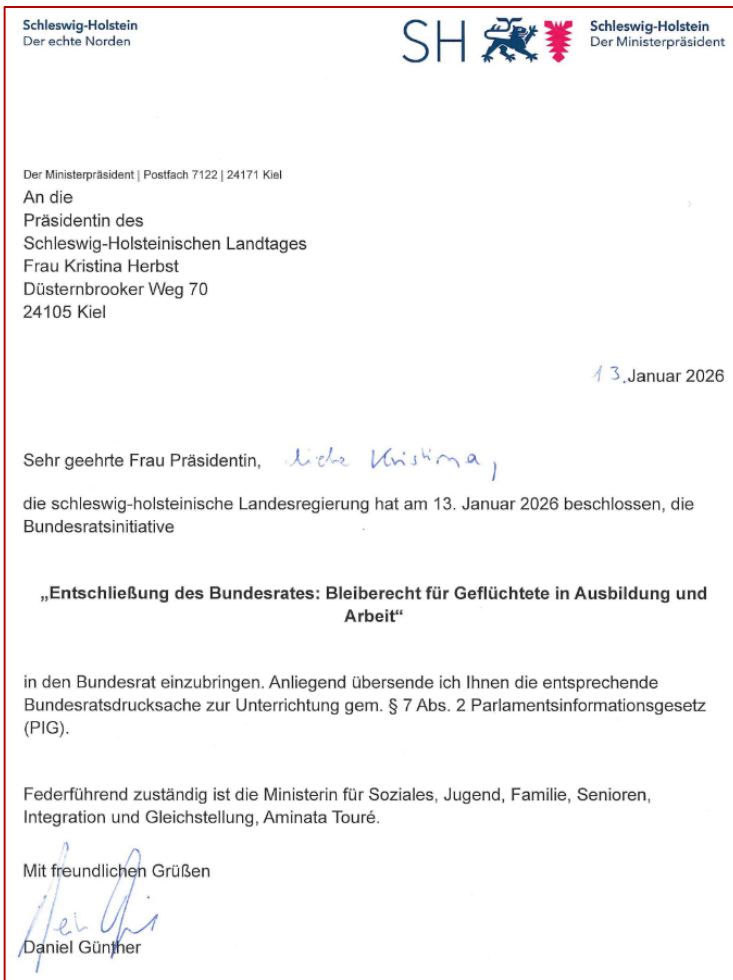 Schleswig-Holstein
Der echte Norden
SH
Schleswig-Holstein
Der Ministerpräsident
Der Ministerpräsident | Postfach 7122 | 24171 Kiel
An die
Präsidentin des
Schleswig-Holsteinischen Landtages
Frau Kristina Herbst
Düsternbrooker Weg 70
24105 Kiel
13. Januar 2026
Sehr geehrte Frau Präsidentin, liebe Kristina,
die schleswig-holsteinische Landesregierung hat am 13. Januar 2026 beschlossen, die
Bundesratsinitiative
„Entschließung des Bundesrates: Bleiberecht für Geflüchtete in Ausbildung und
Arbeit“
in den Bundesrat einzubringen. Anliegend übersende ich Ihnen die entsprechende
Bundesratsdrucksache zur Unterrichtung gem. § 7 Abs. 2 Parlamentsinformationsgesetz
(PIG).
Federführend zuständig ist die Ministerin für Soziales, Jugend, Familie, Senioren,
Integration und Gleichstellung, Aminata Touré.
Mit freundlichen Grüßen
Daniel Günther